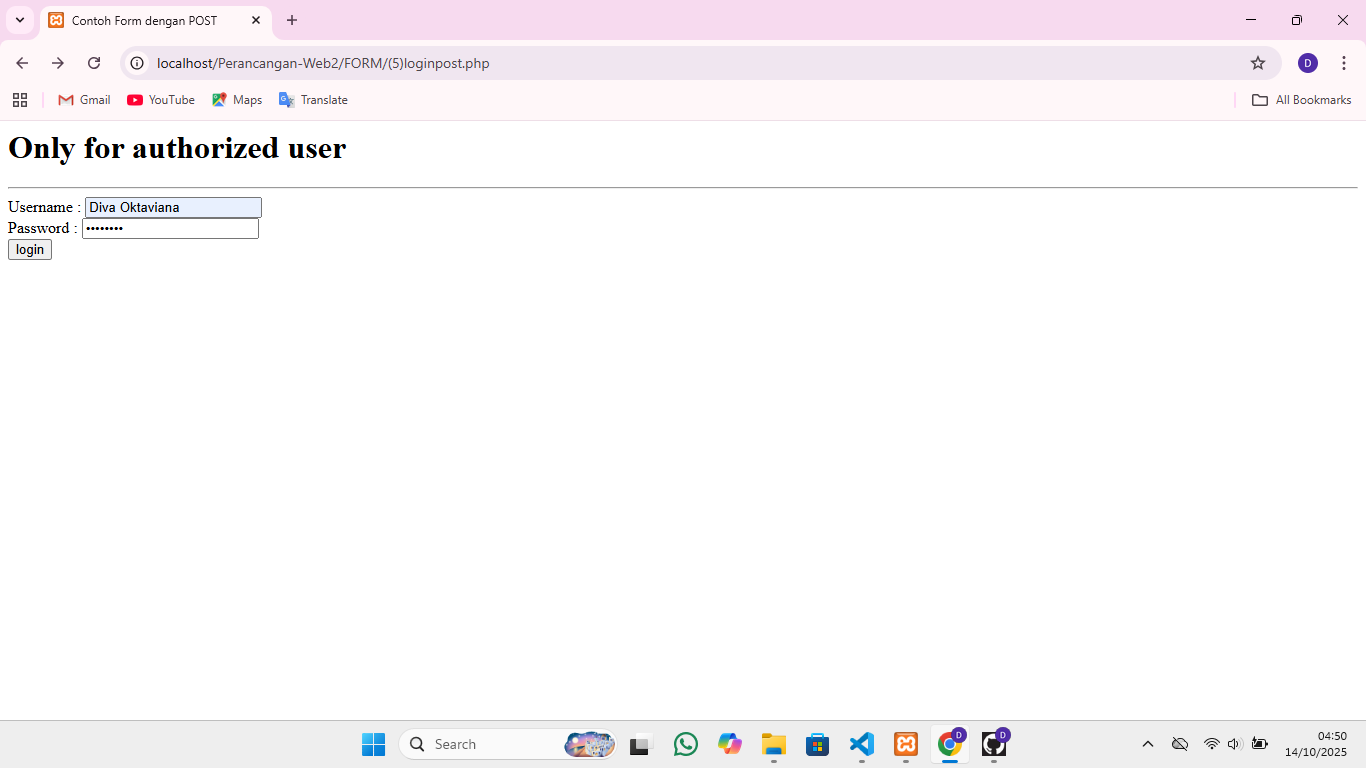 Contoh Form dengan POST
localhost/Perancangan-Web2/FORM/(5)loginpost.php
D
Gmail YouTube Maps Translate All Bookmarks
Only for authorized user
Username : Diva Oktaviana
Password : ••••••••
login
Search
D
D
04:50
14/10/2025